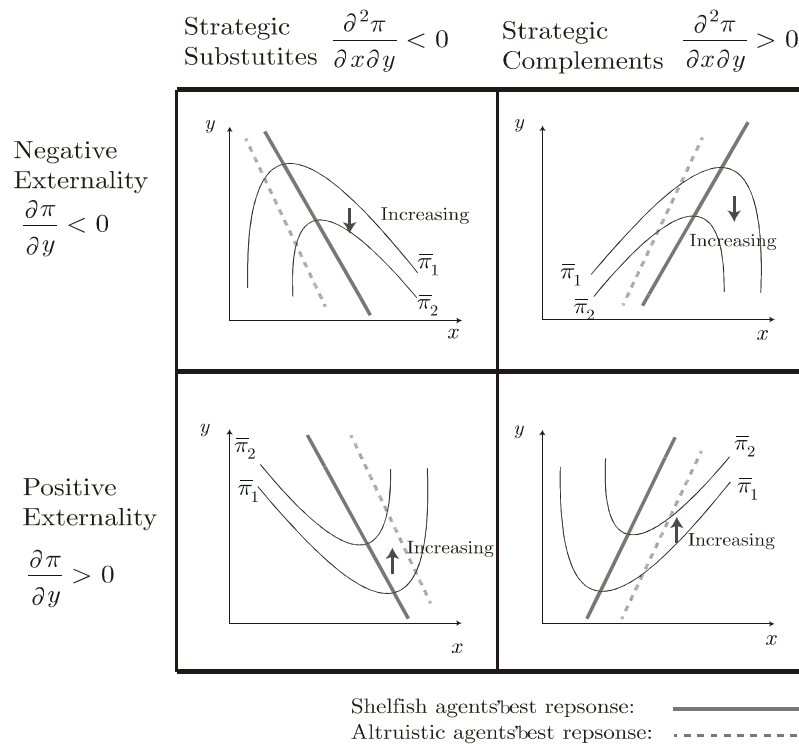 Strategic
Substutites ∂²π/∂x∂y < 0
Strategic
Complements ∂²π/∂x∂y > 0
Negative
Externality
∂π/∂y < 0
y
Increasing
π̅₁
π̅₂
x
y
Increasing
π̅₁
π̅₂
x
Positive
Externality
∂π/∂y > 0
y
π̅₂
π̅₁
Increasing
x
y
π̅₂
π̅₁
Increasing
x
Shelfish agents'best repsonse:
Altruistic agents'best repsonse: